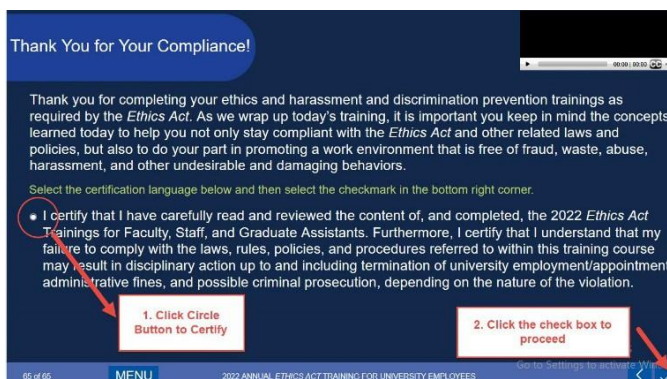 Thank You for Your Compliance!
00:00 | 00:00 CC
Thank you for completing your ethics and harassment and discrimination prevention trainings as
required by the Ethics Act. As we wrap up today's training, it is important you keep in mind the concepts
learned today to help you not only stay compliant with the Ethics Act and other related laws and
policies, but also to do your part in promoting a work environment that is free of fraud, waste, abuse,
harassment, and other undesirable and damaging behaviors.
Select the certification language below and then select the checkmark in the bottom right corner.
I certify that I have carefully read and reviewed the content of, and completed, the 2022 Ethics Act
Trainings for Faculty, Staff, and Graduate Assistants. Furthermore, I certify that I understand that my
failure to comply with the laws, rules, policies, and procedures referred to within this training course
may result in disciplinary action up to and including termination of university employment/appointment
administrative fines, and possible criminal prosecution, depending on the nature of the violation.
1. Click Circle
Button to Certify
2. Click the check box to
proceed
Go to Settings to activate
65 of 65 MENU 2022 ANNUAL ETHICS ACT TRAINING FOR UNIVERSITY EMPLOYEES